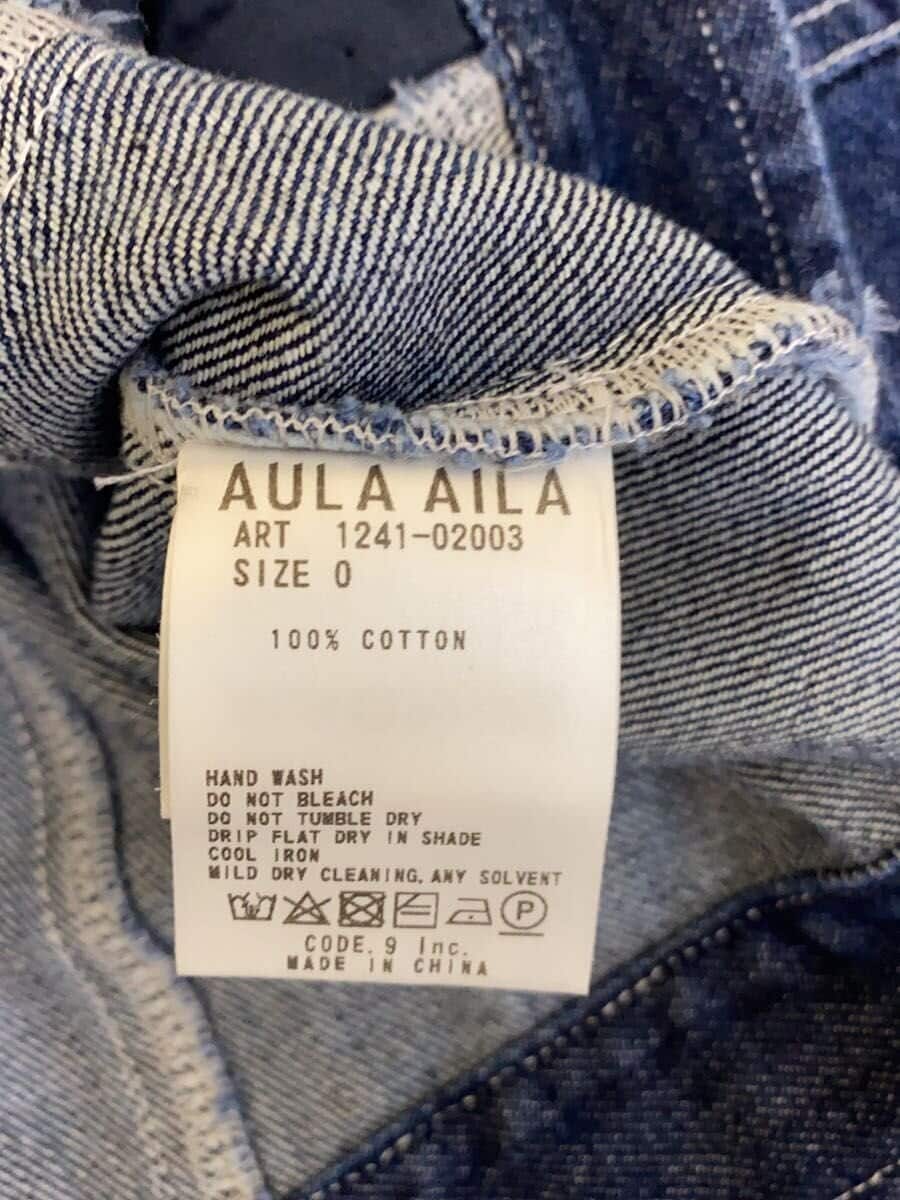 AULA AILA
ART 1241-02003
SIZE 0
100% COTTON
HAND WASH
DO NOT BLEACH
DO NOT TUMBLE DRY
DRIP FLAT DRY IN SHADE
COOL IRON
MILD DRY CLEANING, ANY SOLVENT
P
CODE. 9 Inc.
MADE IN CHINA